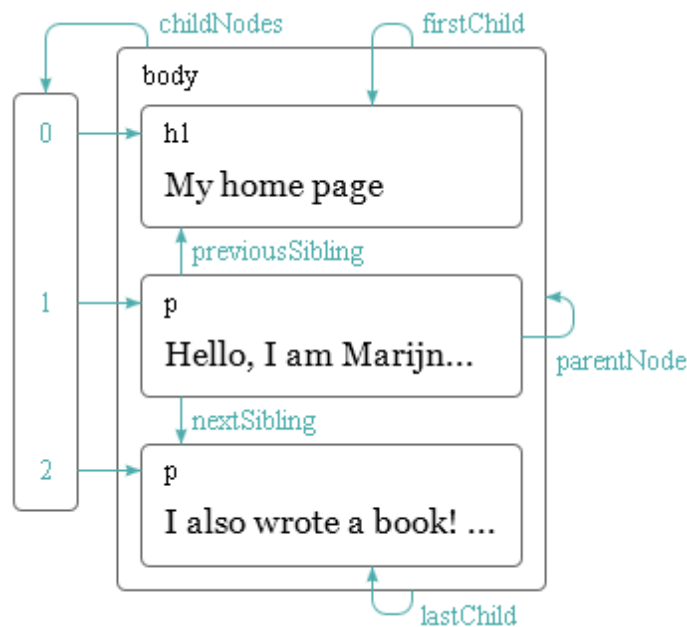 childNodes firstChild
body
0 h1
My home page
previousSibling
1 p
Hello, I am Marijn...
parentNode
nextSibling
2 p
I also wrote a book! ...
lastChild